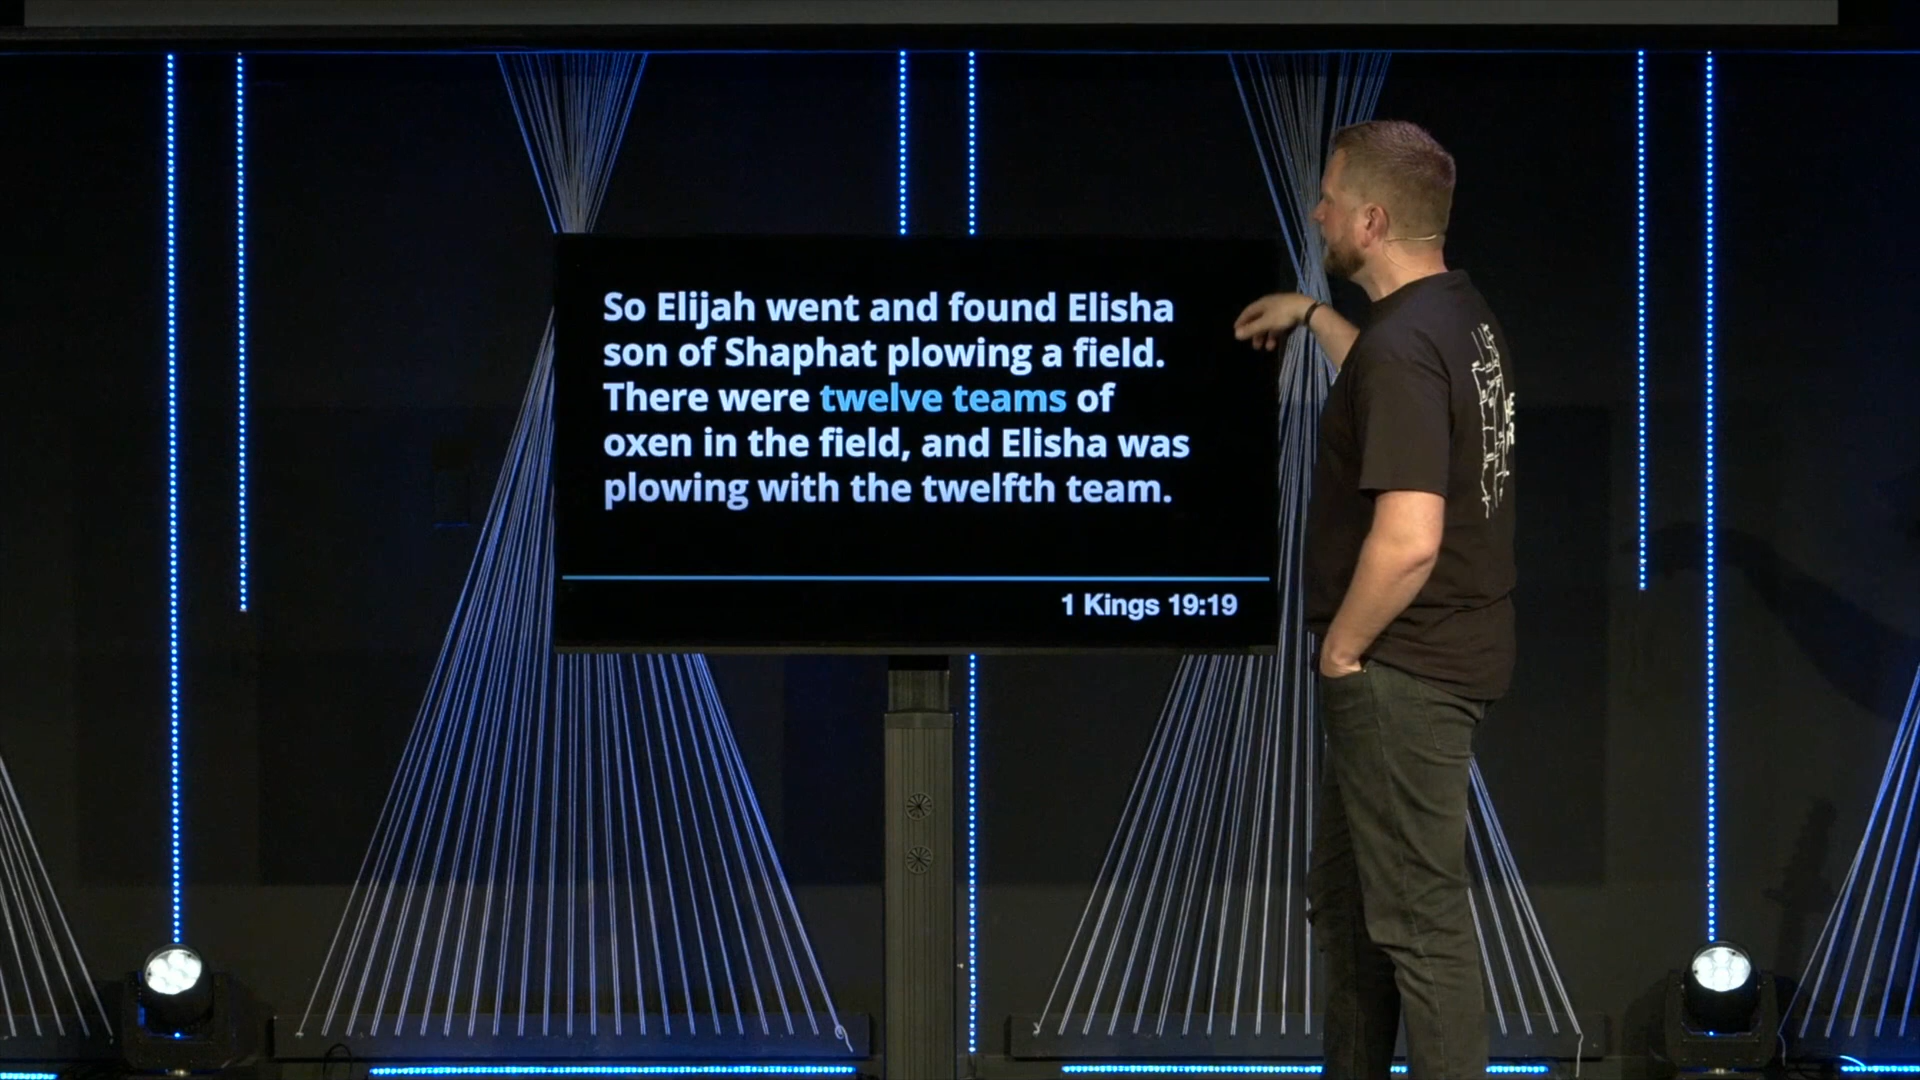 So Elijah went and found Elisha
son of Shaphat plowing a field.
There were twelve teams of
oxen in the field, and Elisha was
plowing with the twelfth team.
1 Kings 19:19